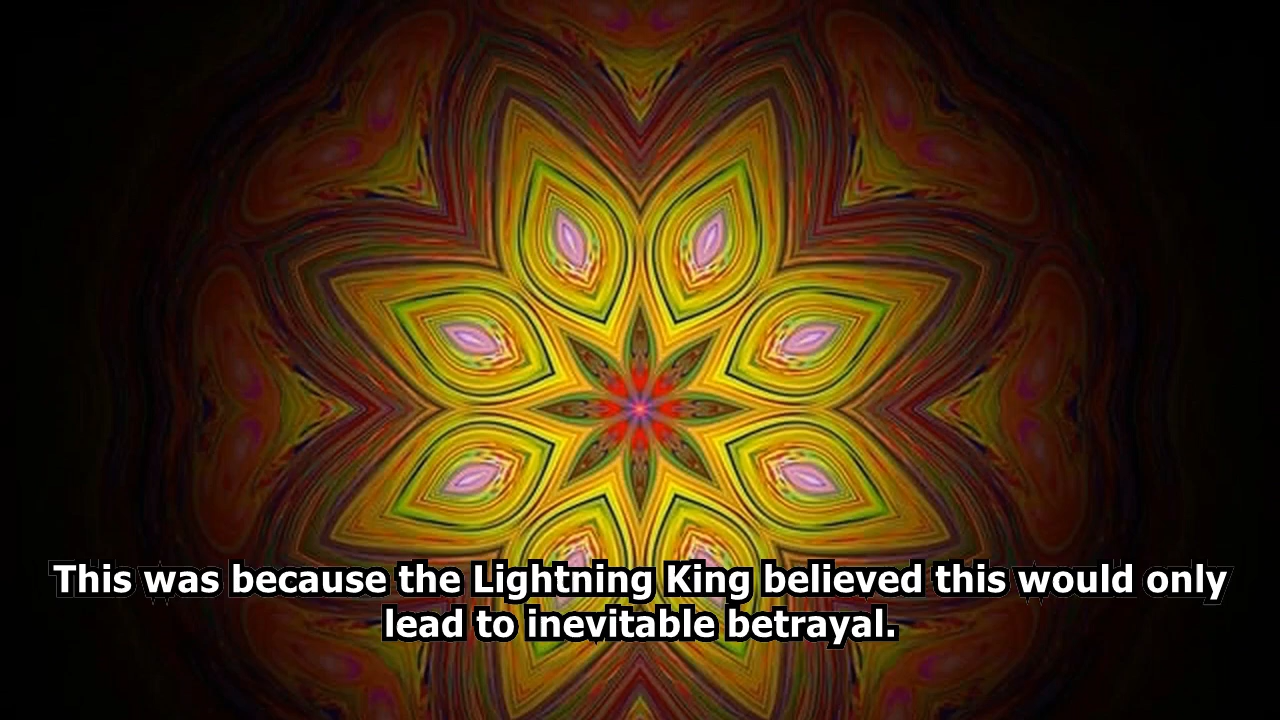 This was because the Lightning King believed this would only
lead to inevitable betrayal.